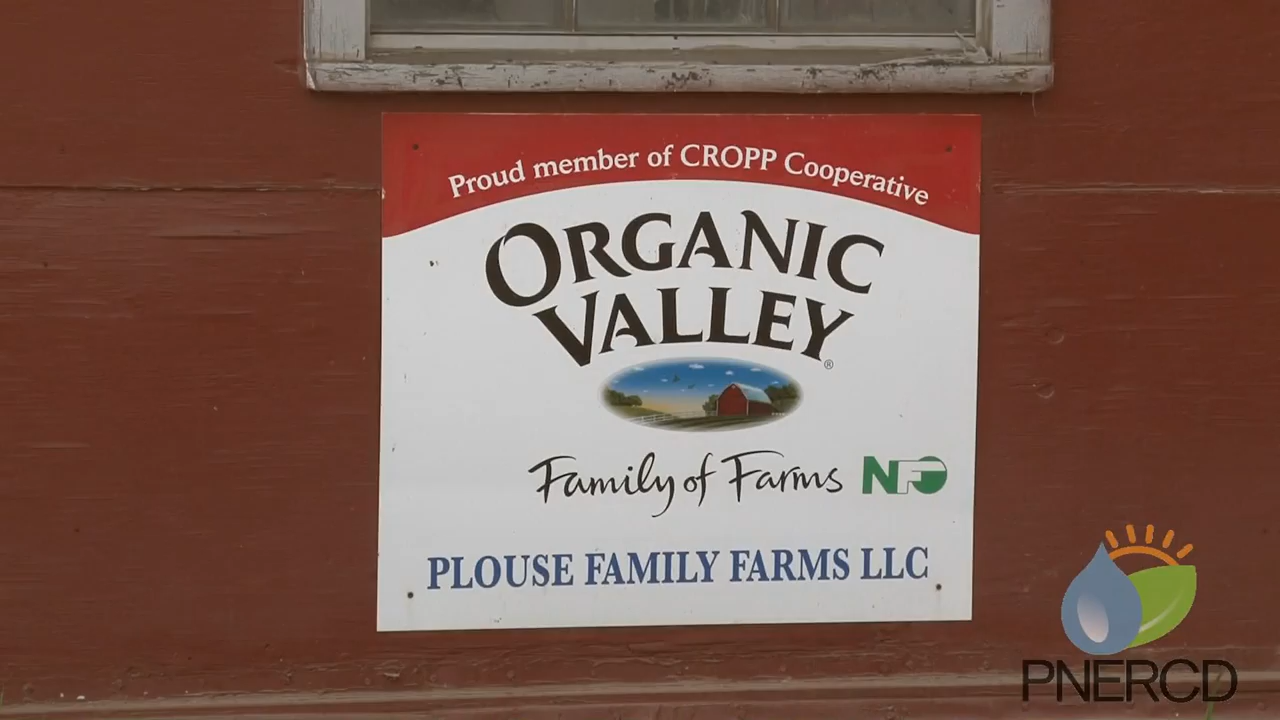 Proud member of CROPP Cooperative
ORGANIC
VALLEY®
Family of Farms NFO
PLOUSE FAMILY FARMS LLC
PNERCD